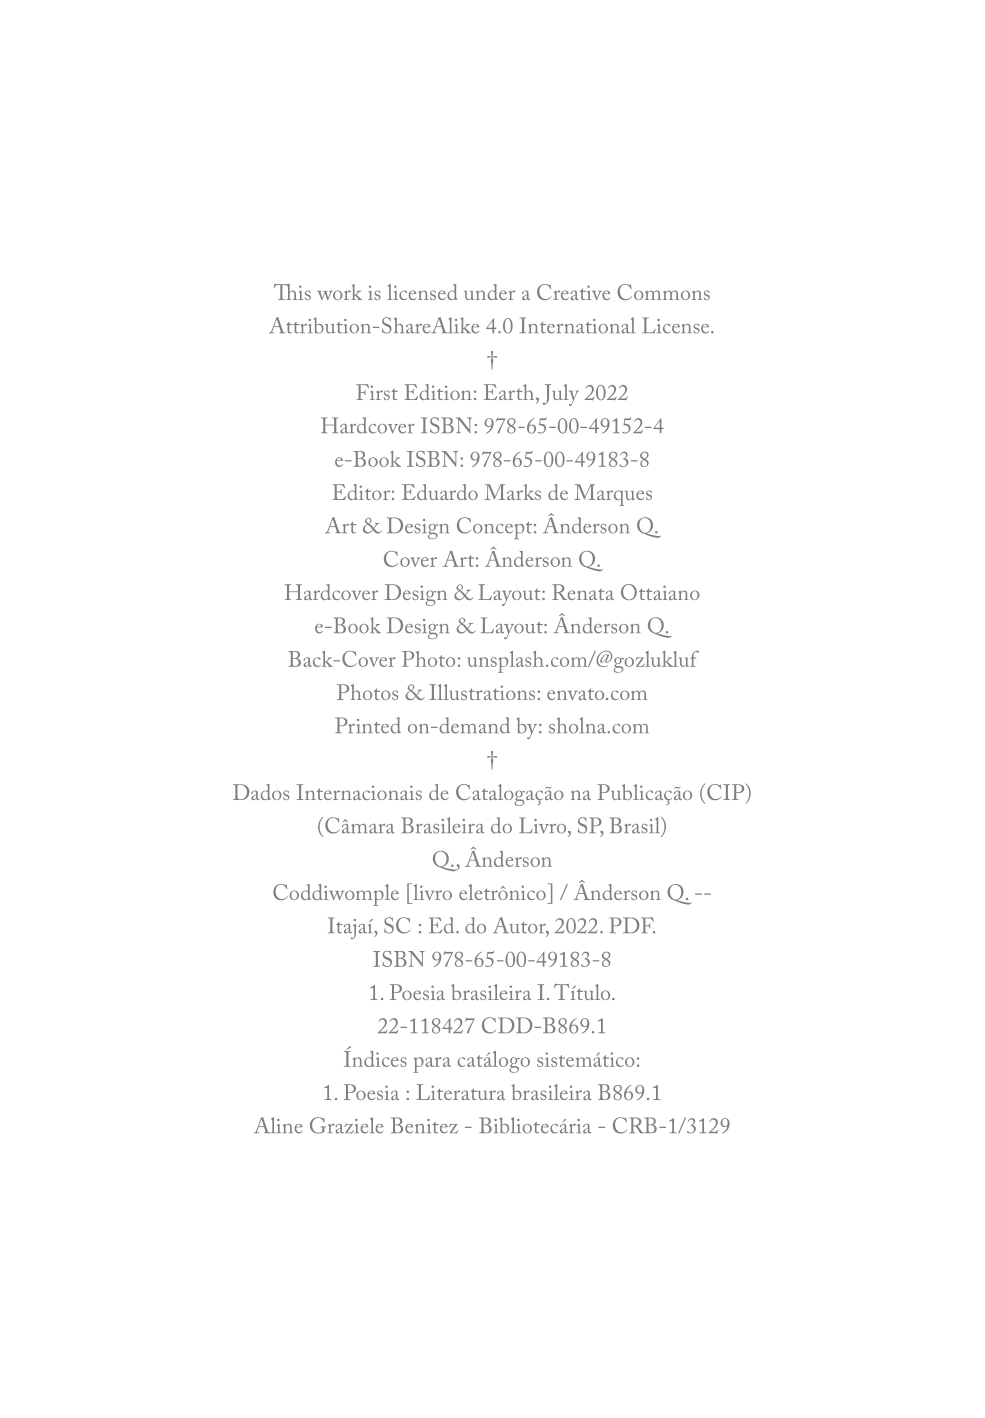 This work is licensed under a Creative Commons
Attribution-ShareAlike 4.0 International License.
†
First Edition: Earth, July 2022
Hardcover ISBN: 978-65-00-49152-4
e-Book ISBN: 978-65-00-49183-8
Editor: Eduardo Marks de Marques
Art & Design Concept: Ânderson Q.
Cover Art: Ânderson Q.
Hardcover Design & Layout: Renata Ottaiano
e-Book Design & Layout: Ânderson Q.
Back-Cover Photo: unsplash.com/@gozlukluf
Photos & Illustrations: envato.com
Printed on-demand by: sholna.com
†
Dados Internacionais de Catalogação na Publicação (CIP)
(Câmara Brasileira do Livro, SP, Brasil)
Q., Ânderson
Coddiwomple [livro eletrônico] / Ânderson Q. --
Itajaí, SC : Ed. do Autor, 2022. PDF.
ISBN 978-65-00-49183-8
1. Poesia brasileira I. Título.
22-118427 CDD-B869.1
Índices para catálogo sistemático:
1. Poesia : Literatura brasileira B869.1
Aline Graziele Benitez - Bibliotecária - CRB-1/3129